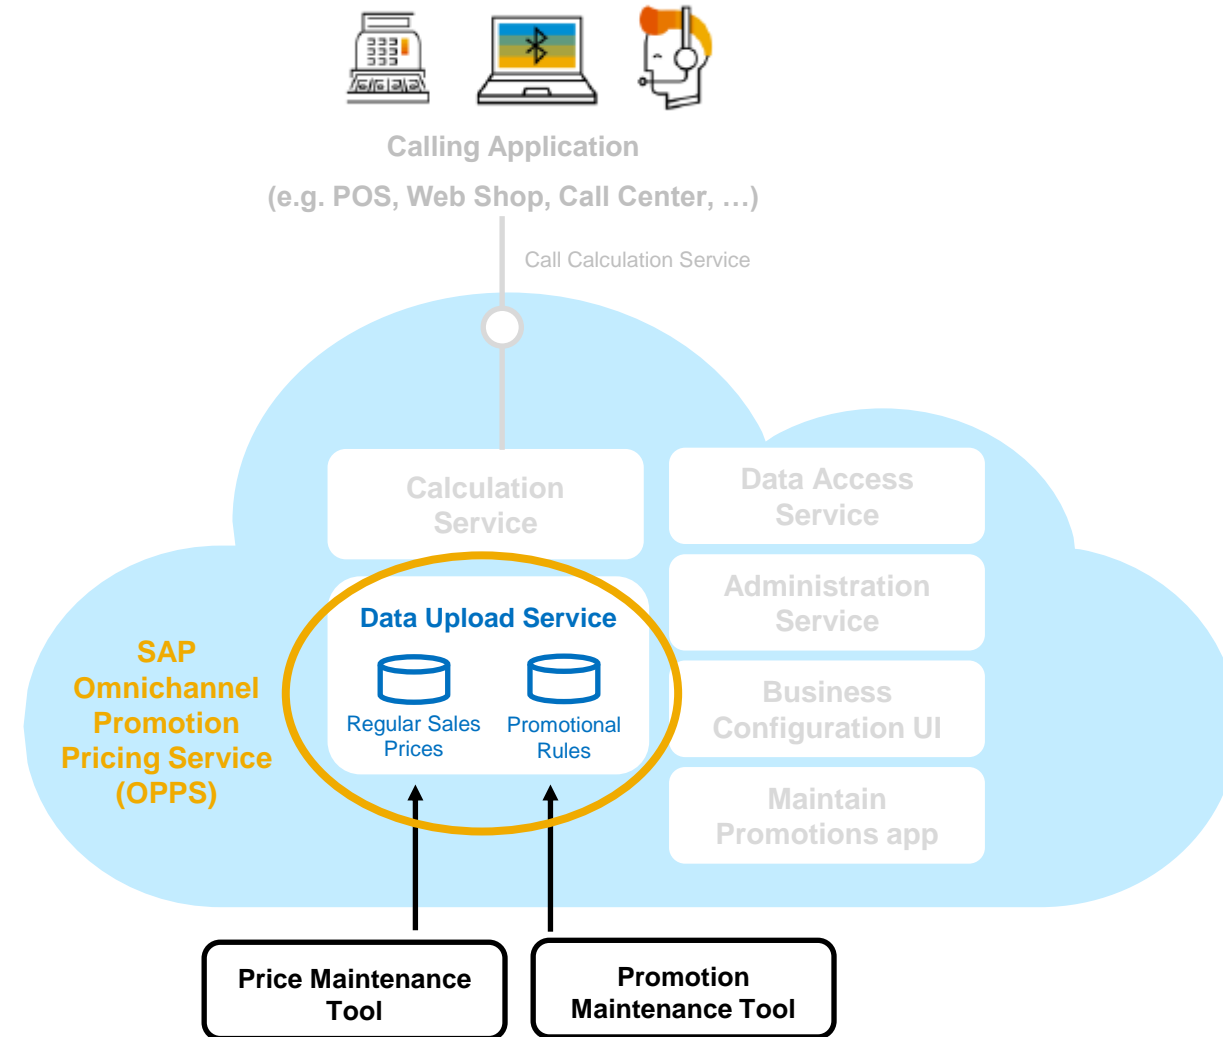 Calling Application
(e.g. POS, Web Shop, Call Center, …)
Call Calculation Service
Calculation
Service
Data Access
Service
Data Upload Service
Regular Sales
Prices
Promotional
Rules
Administration
Service
Business
Configuration UI
Maintain
Promotions app
SAP
Omnichannel
Promotion
Pricing Service
(OPPS)
Price Maintenance
Tool
Promotion
Maintenance Tool